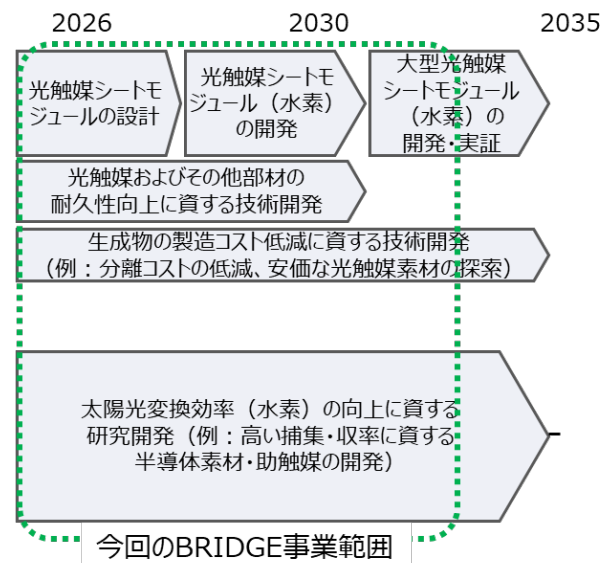 2026 2030 2035
光触媒シートモ
ジュールの設計
光触媒シートモ
ジュール（水素）
の開発
大型光触媒
シートモジュール
（水素）の
開発・実証
光触媒およびその他部材の
耐久性向上に資する技術開発
生成物の製造コスト低減に資する技術開発
（例：分離コストの低減、安価な光触媒素材の探索）
太陽光変換効率（水素）の向上に資する
研究開発（例：高い捕集・収率に資する
半導体素材・助触媒の開発）
今回のBRIDGE事業範囲